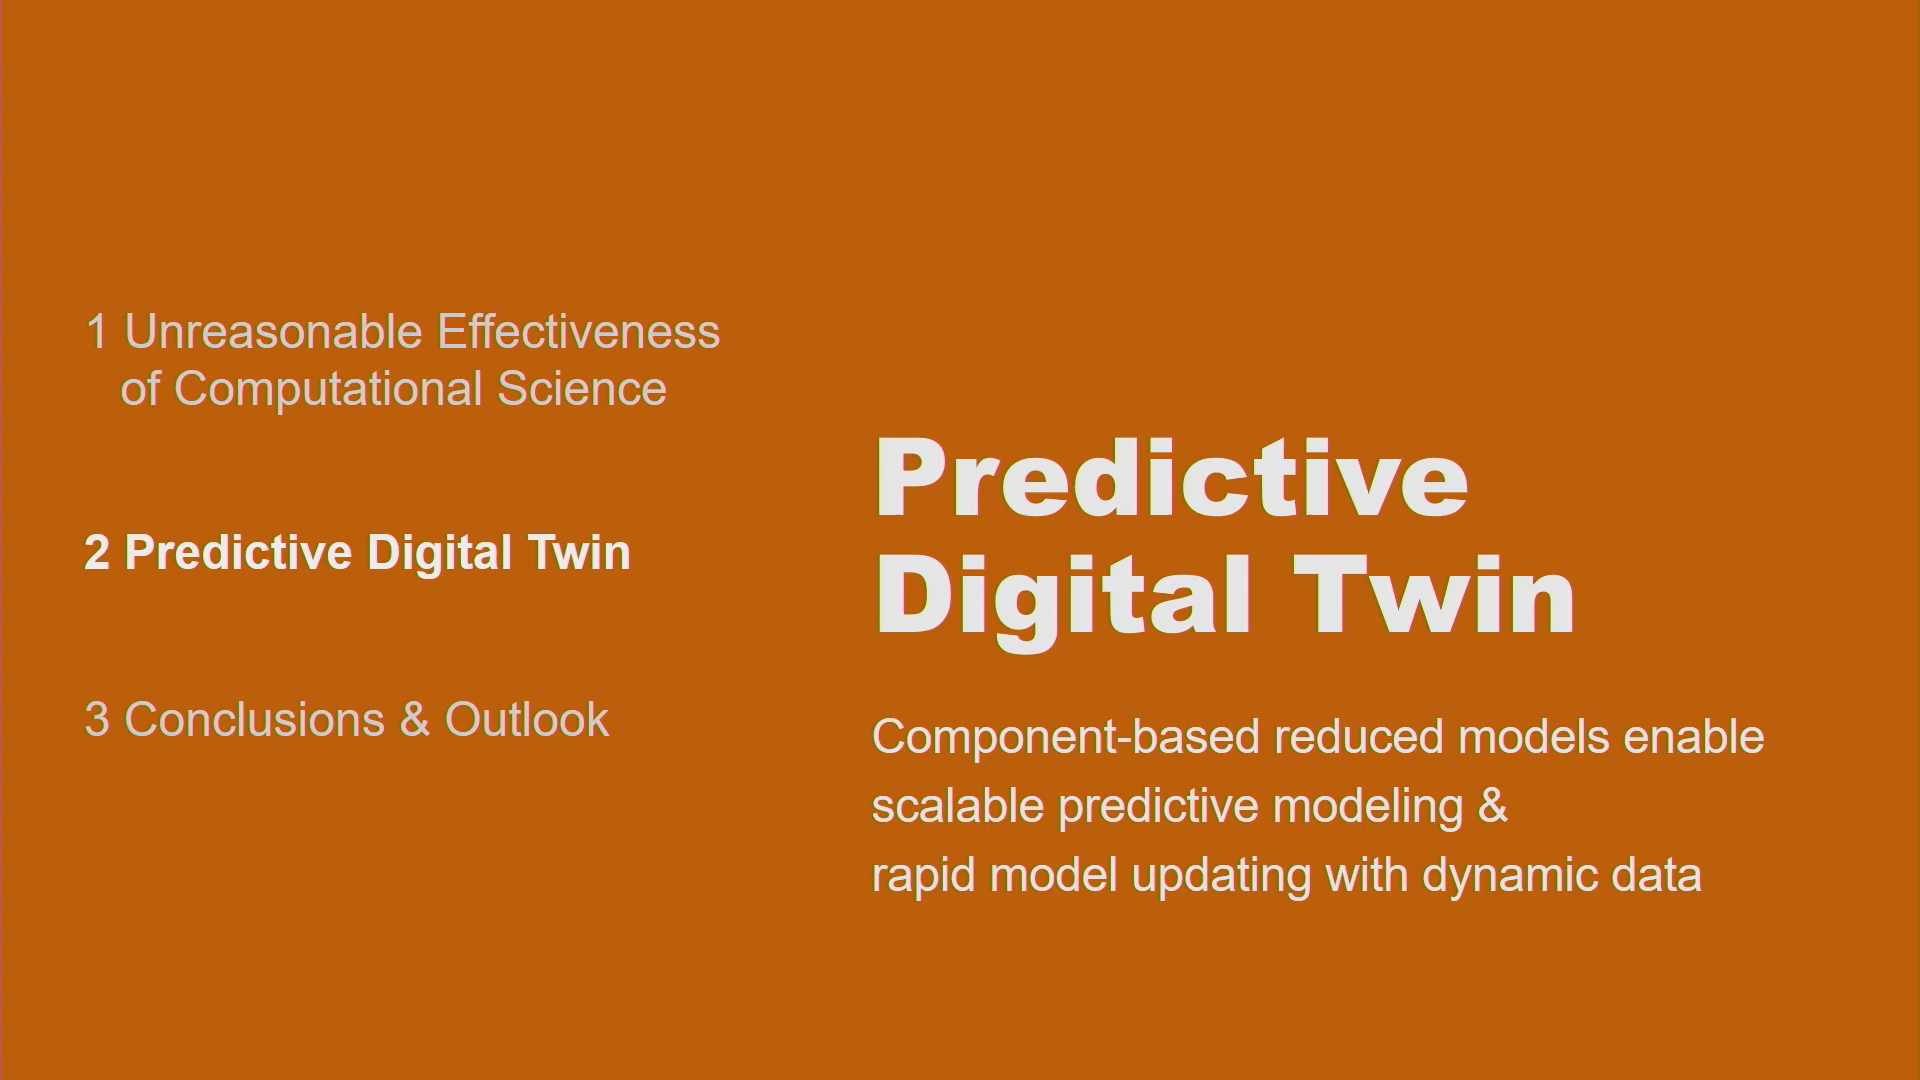 1 Unreasonable Effectiveness
of Computational Science
2 Predictive Digital Twin
3 Conclusions & Outlook
Predictive
Digital Twin
Component-based reduced models enable
scalable predictive modeling &
rapid model updating with dynamic data